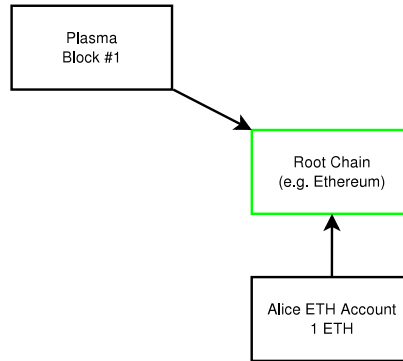 Plasma
Block #1
Root Chain
(e.g. Ethereum)
Alice ETH Account
1 ETH